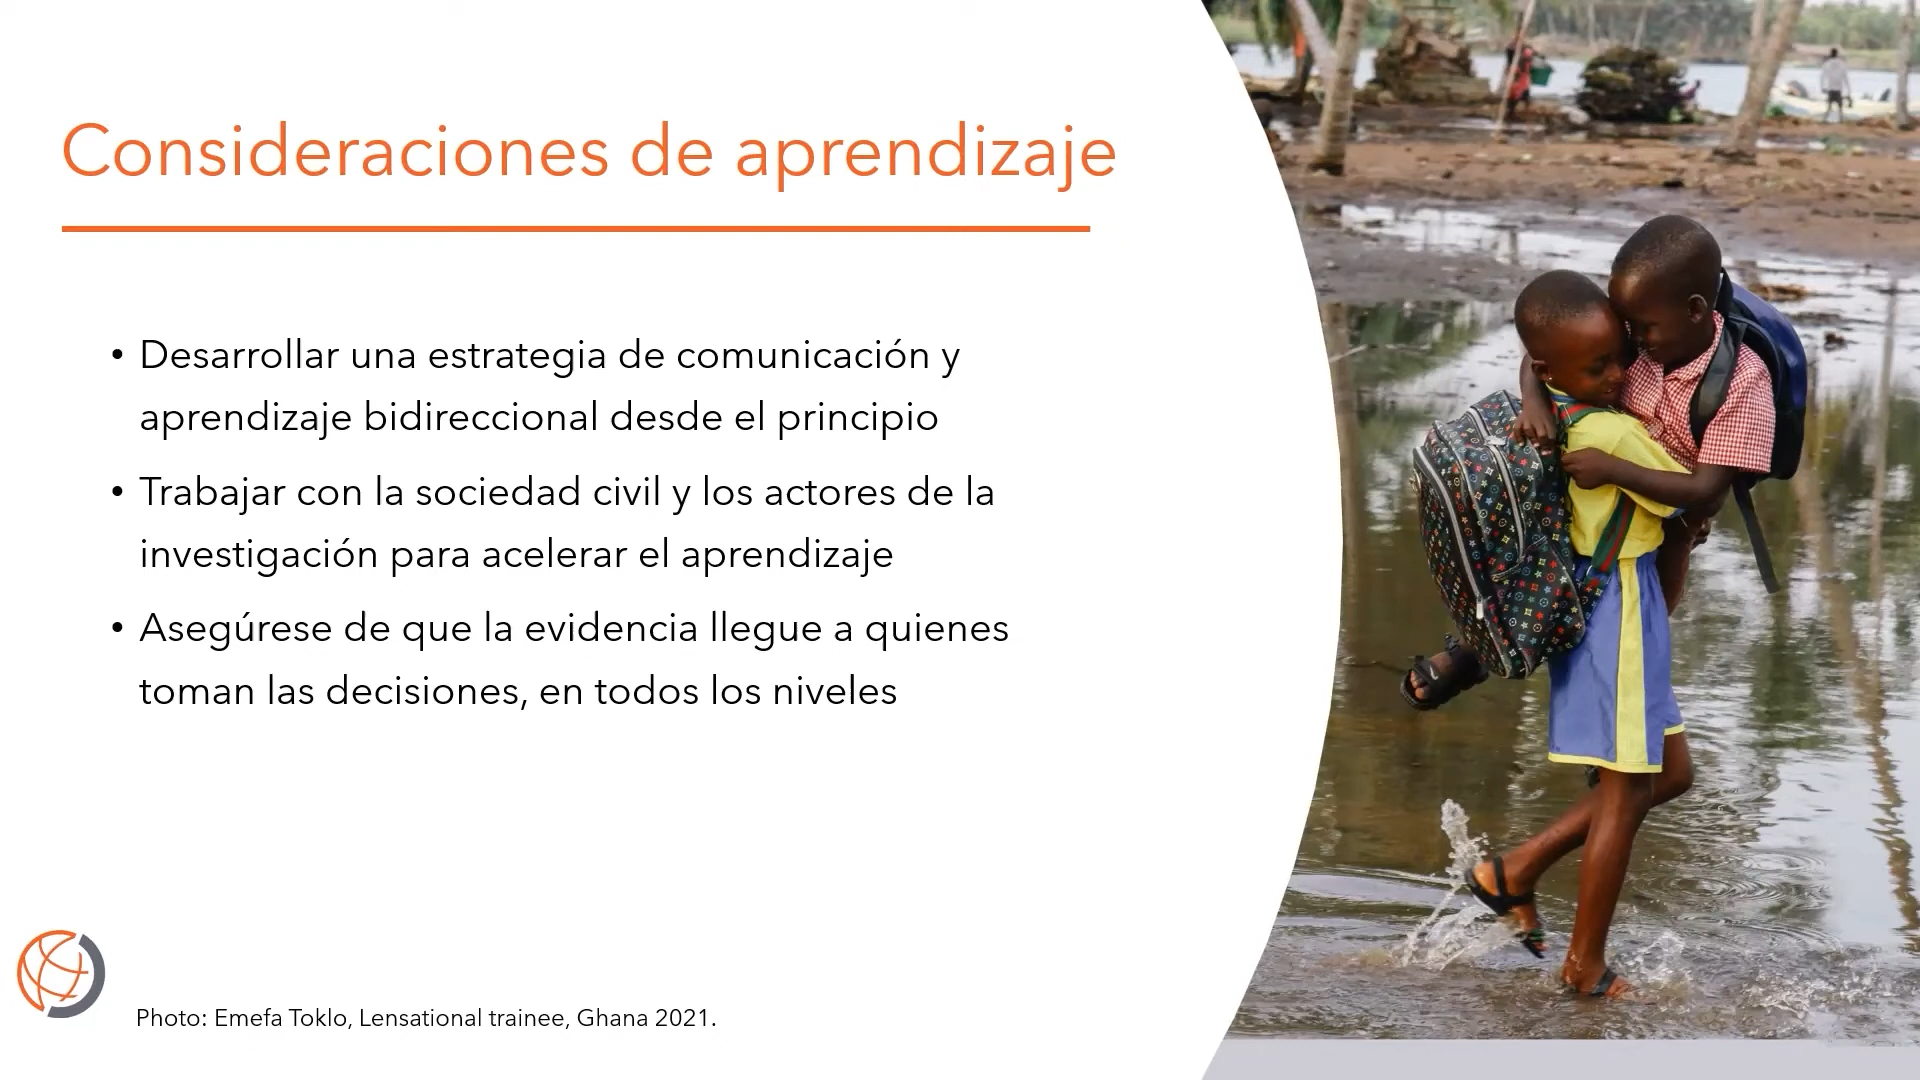 Consideraciones de aprendizaje
• Desarrollar una estrategia de comunicación y
aprendizaje bidireccional desde el principio
• Trabajar con la sociedad civil y los actores de la
investigación para acelerar el aprendizaje
• Asegúrese de que la evidencia llegue a quienes
toman las decisiones, en todos los niveles
Photo: Emefa Toklo, Lensational trainee, Ghana 2021.